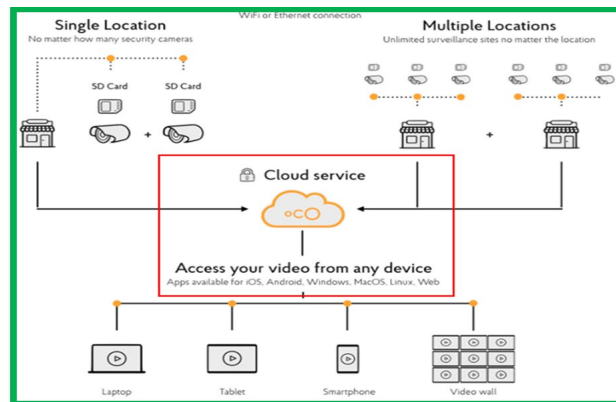 WiFi or Ethernet connection
Single Location
No matter how many security cameras
Multiple Locations
Unlimited surveillance sites no matter the location
SD Card
SD Card
+
+
Cloud service
oco
Access your video from any device
Apps available for iOS, Android, Windows, MacOS, Linux, Web
Laptop
Tablet
Smartphone
Video wall